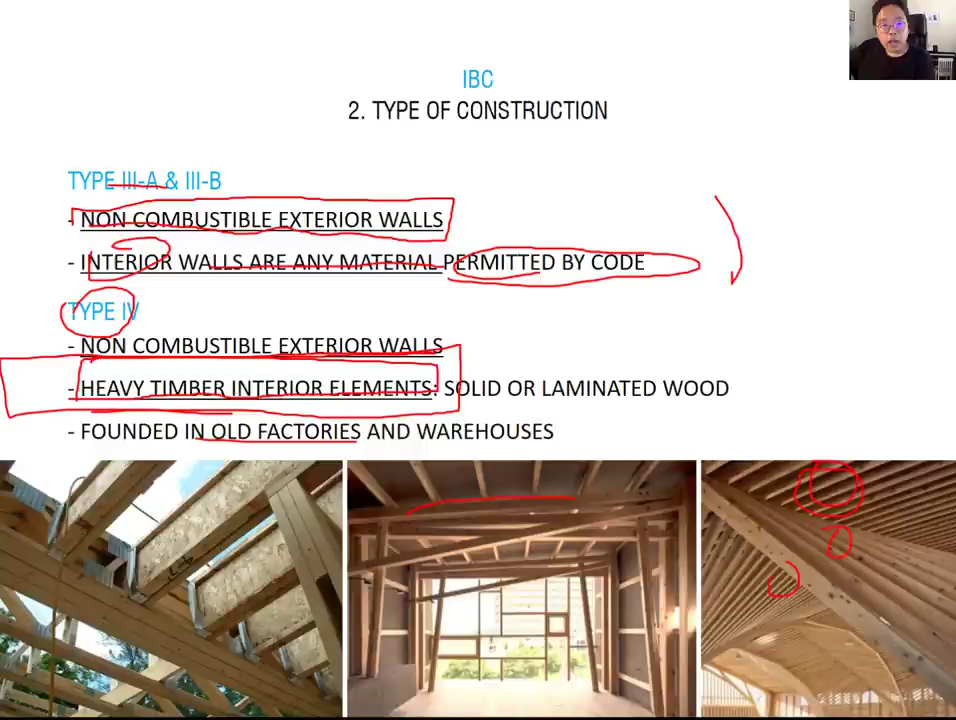 IBC
2. TYPE OF CONSTRUCTION
TYPE III-A & III-B
- NON COMBUSTIBLE EXTERIOR WALLS
- INTERIOR WALLS ARE ANY MATERIAL PERMITTED BY CODE
TYPE IV
- NON COMBUSTIBLE EXTERIOR WALLS
- HEAVY TIMBER INTERIOR ELEMENTS: SOLID OR LAMINATED WOOD
- FOUNDED IN OLD FACTORIES AND WAREHOUSES